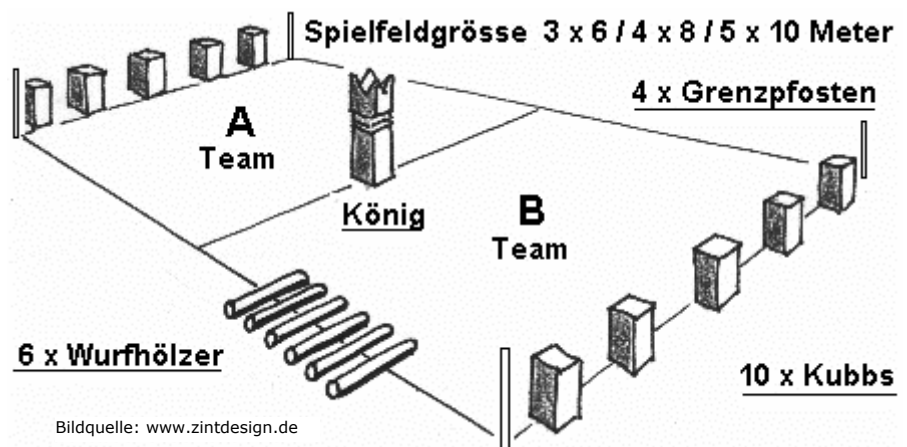 Spielfeldgrösse 3 x 6 / 4 x 8 / 5 x 10 Meter
4 x Grenzpfosten
A
Team
König
B
Team
6 x Wurfhölzer
10 x Kubbs
Bildquelle: www.zintdesign.de